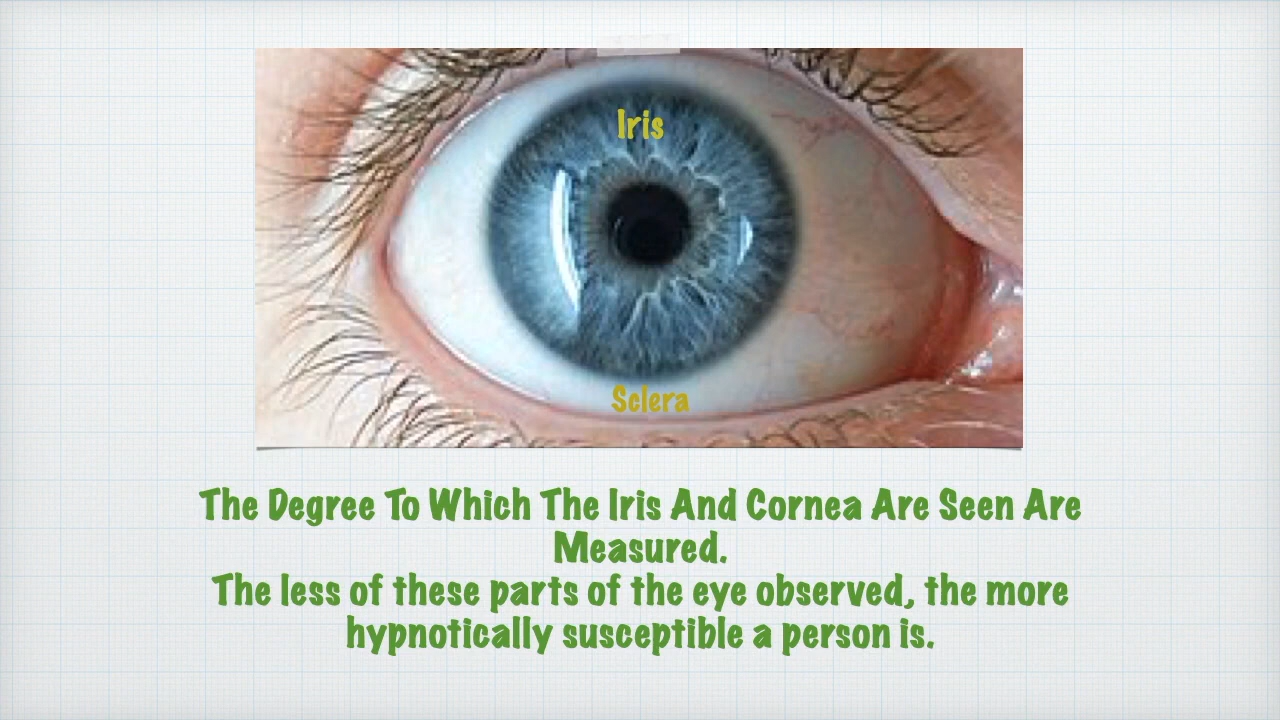 Iris
Sclera
The Degree To Which The Iris And Cornea Are Seen Are
Measured.
The less of these parts of the eye observed, the more
hypnotically susceptible a person is.